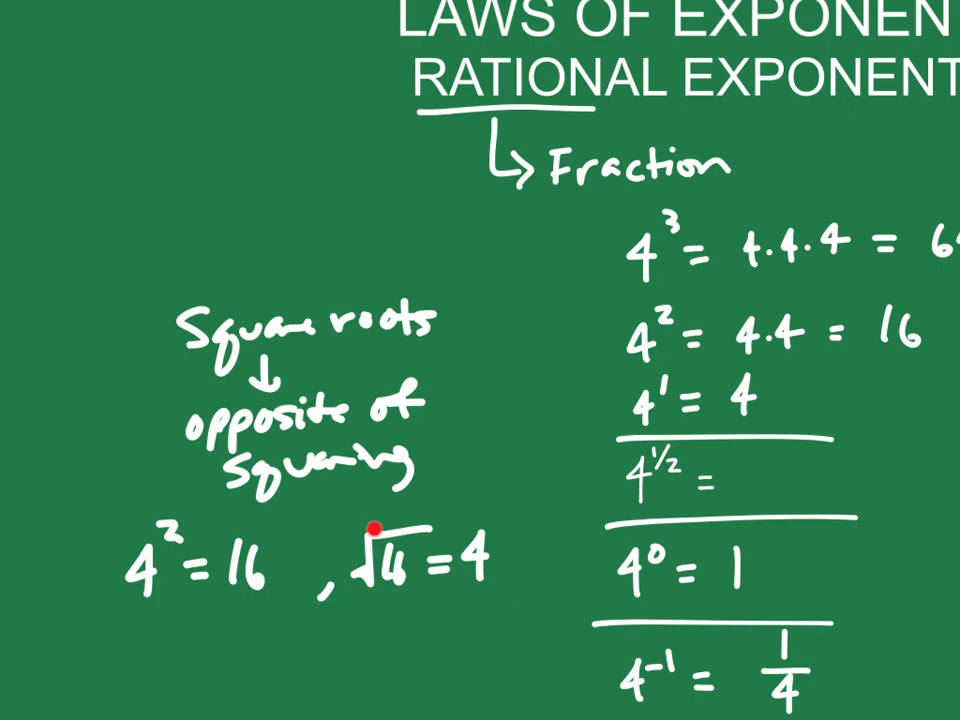 LAWS OF EXPONEN
RATIONAL EXPONENT
Fraction
4³ = 4.4.4 = 64
4² = 4.4 = 16
4¹ = 4
4^1/2 =
4⁰ = 1
4⁻¹ = 1/4
Square roots
opposite of
squaring
4² = 16 , √16 = 4